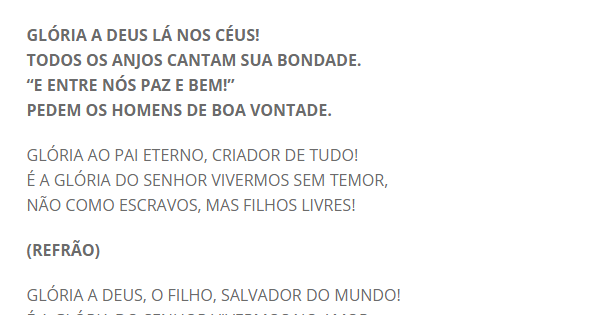 GLÓRIA A DEUS LÁ NOS CÉUS!
TODOS OS ANJOS CANTAM SUA BONDADE.
“E ENTRE NÓS PAZ E BEM!”
PEDEM OS HOMENS DE BOA VONTADE.
GLÓRIA AO PAI ETERNO, CRIADOR DE TUDO!
É A GLÓRIA DO SENHOR VIVERMOS SEM TEMOR,
NÃO COMO ESCRAVOS, MAS FILHOS LIVRES!
(REFRÃO)
GLÓRIA A DEUS, O FILHO, SALVADOR DO MUNDO!